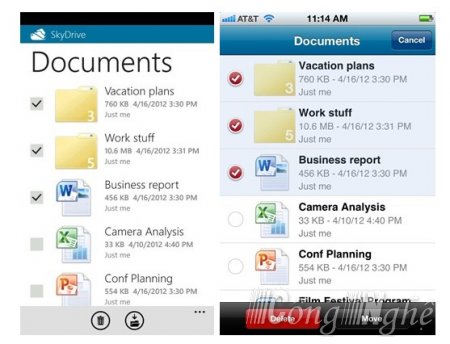 SkyDrive
Documents
Vacation plans
760 KB 4/16/2012 3:30 PM
Just me
3
Work stuff
10.6 MB 4/16/2012 3:31 PM
Just me
5
Business report
456 KB 4/16/2012 3:30 PM
Just me
Camera Analysis
33 KB 4/10/2012 4:40 PM
Just me
Conf Planning
554 KB 4/16/2012 3:30 PM
Just me
AT&T
11:14 AM
Documents
Cancel
Vacation plans
760 KB - 4/16/12 3:30 PM
Just me
3
Work stuff
10.6 MB - 4/16/12 3:31 PM
Just me
5
Business report
456 KB - 4/16/12 3:30 PM
Just me
Camera Analysis
33 KB - 4/10/12 4:40 PM
Just me
Conf Planning
554 KB - 4/16/12 3:30 PM
Just me
Film Festival Program
Delete
Move
Công Nghệ